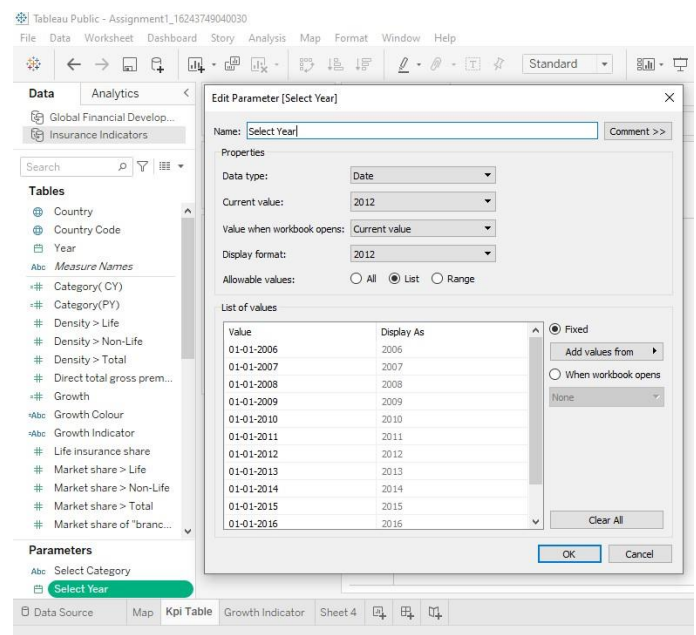 Tableau Public - Assignment1_16243749040030
File Data Worksheet Dashboard Story Analysis Map Format Window Help
Standard
Data Analytics
Global Financial Develop...
Insurance Indicators
Search
Tables
Country
Country Code
Year
Abc Measure Names
=# Category( CY)
=# Category(PY)
# Density > Life
# Density > Non-Life
# Density > Total
# Direct total gross prem...
=# Growth
=Abc Growth Colour
=Abc Growth Indicator
# Life insurance share
# Market share > Life
# Market share > Non-Life
# Market share > Total
# Market share of "branc...
Parameters
Abc Select Category
Select Year
Edit Parameter [Select Year]
Name: Select Year Comment >>
Properties
Data type: Date
Current value: 2012
Value when workbook opens: Current value
Display format: 2012
Allowable values: All List Range
List of values
Value Display As
01-01-2006 2006
01-01-2007 2007
01-01-2008 2008
01-01-2009 2009
01-01-2010 2010
01-01-2011 2011
01-01-2012 2012
01-01-2013 2013
01-01-2014 2014
01-01-2015 2015
01-01-2016 2016
Fixed
Add values from
When workbook opens
None
Clear All
OK Cancel
Data Source Map Kpi Table Growth Indicator Sheet 4